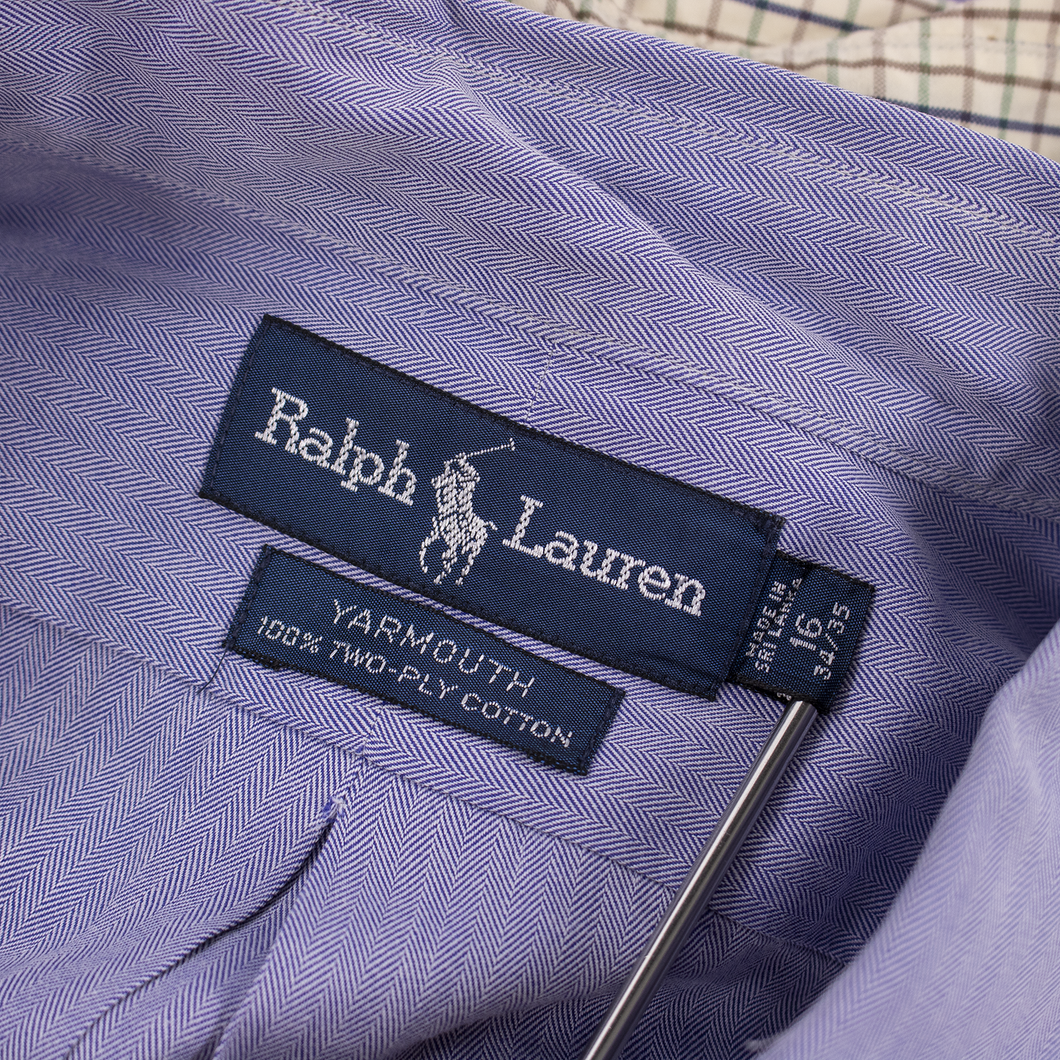 Ralph Lauren
YARMOUTH
100% TWO-PLY COTTON
MADE IN
SRI LANKA
16
34/35